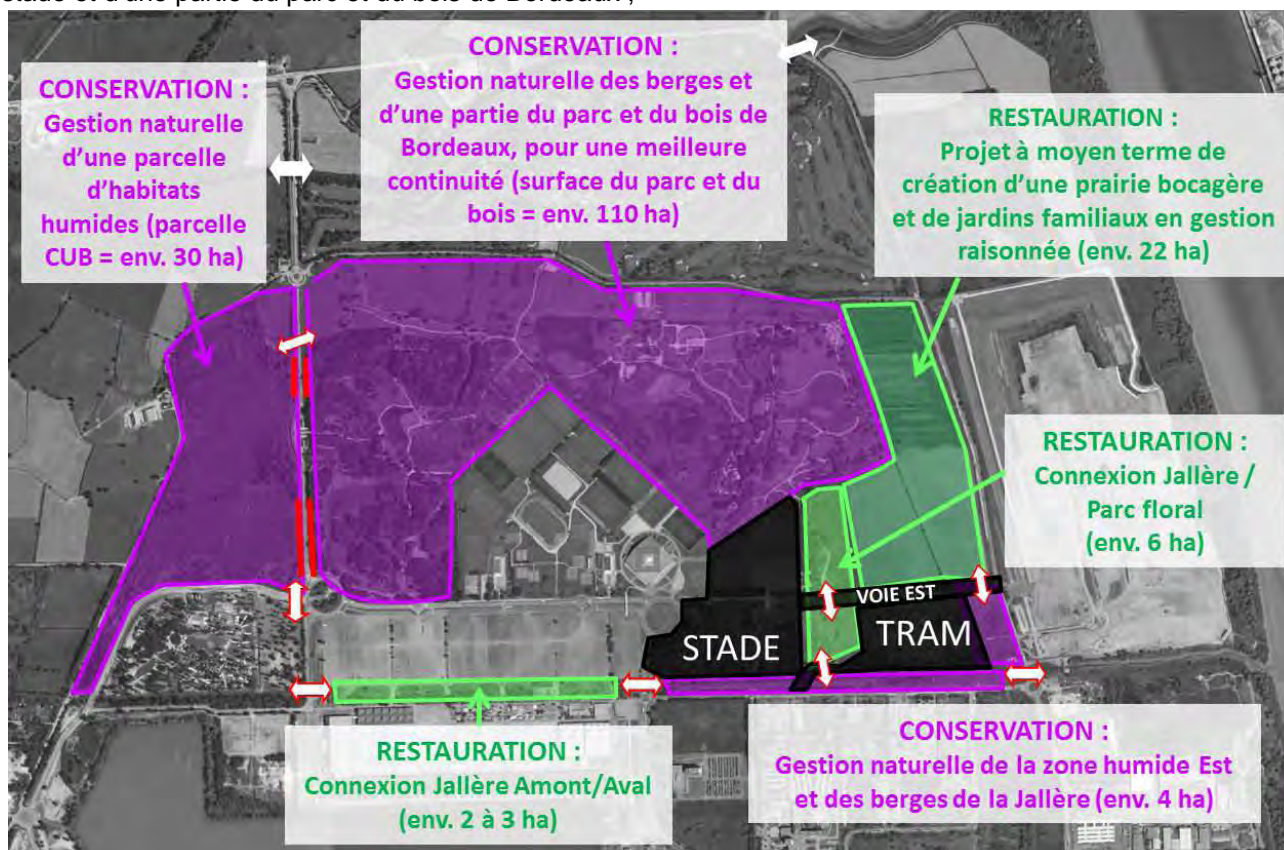 stade et d'une partie du parc et du bois de Bordeaux ;
CONSERVATION :
Gestion naturelle
d'une parcelle
d'habitats
humides (parcelle
CUB = env. 30 ha)
CONSERVATION :
Gestion naturelle des berges et
d'une partie du parc et du bois de
Bordeaux, pour une meilleure
continuité (surface du parc et du
bois = env. 110 ha)
RESTAURATION :
Projet à moyen terme de
création d'une prairie bocagère
et de jardins familiaux en gestion
raisonnée (env. 22 ha)
RESTAURATION :
Connexion Jallère /
Parc floral
(env. 6 ha)
VOIE EST
STADE
TRAM
RESTAURATION :
Connexion Jallère Amont/Aval
(env. 2 à 3 ha)
CONSERVATION :
Gestion naturelle de la zone humide Est
et des berges de la Jallère (env. 4 ha)